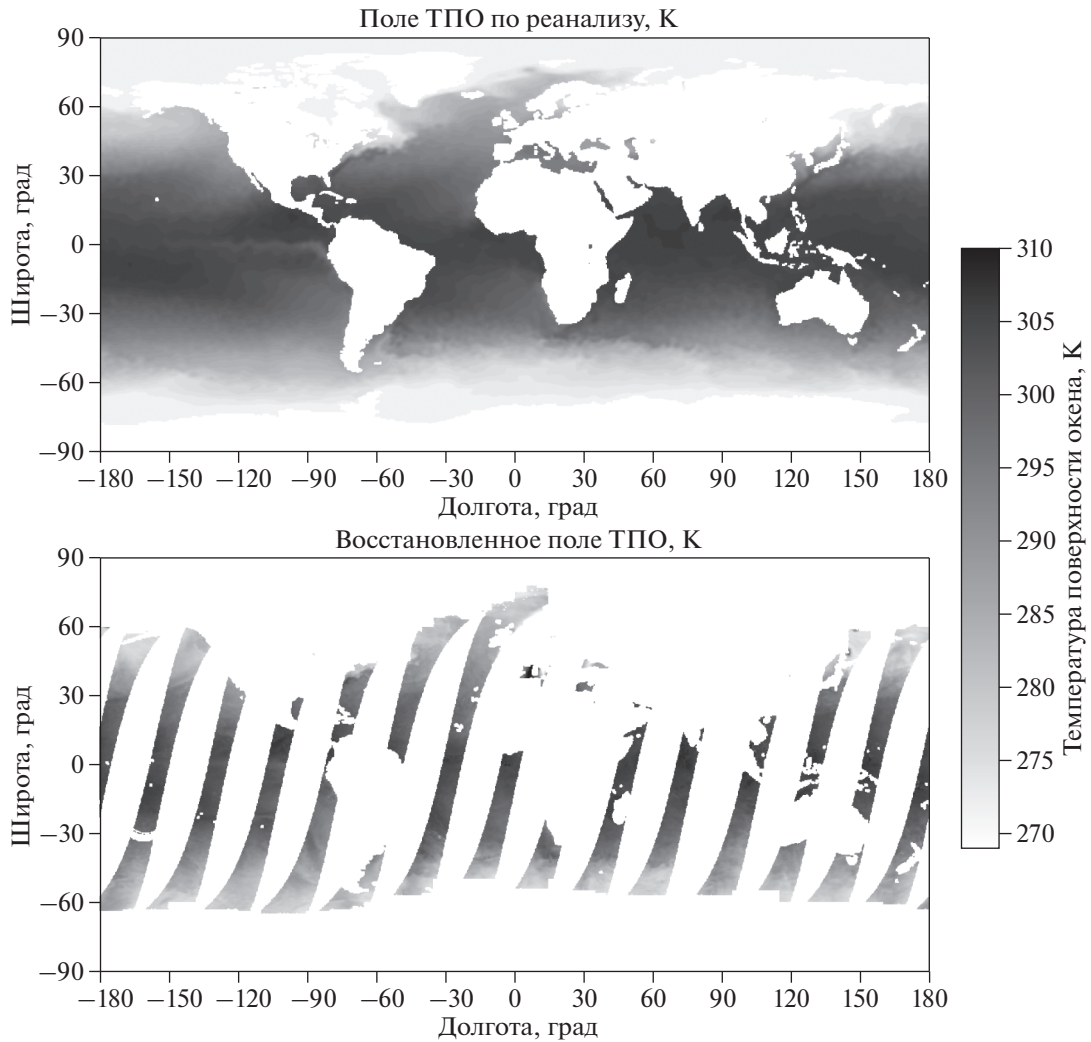 Поле ТПО по реанализу, K
90
60
30
0
−30
−60
−90
Широта, град
−180 −150 −120 −90 −60 −30 0 30 60 90 120 150 180
Долгота, град
Восстановленное поле ТПО, K
90
60
30
0
−30
−60
−90
Широта, град
−180 −150 −120 −90 −60 −30 0 30 60 90 120 150 180
Долгота, град
310
305
300
295
290
285
280
275
270
Температура поверхности окена, K